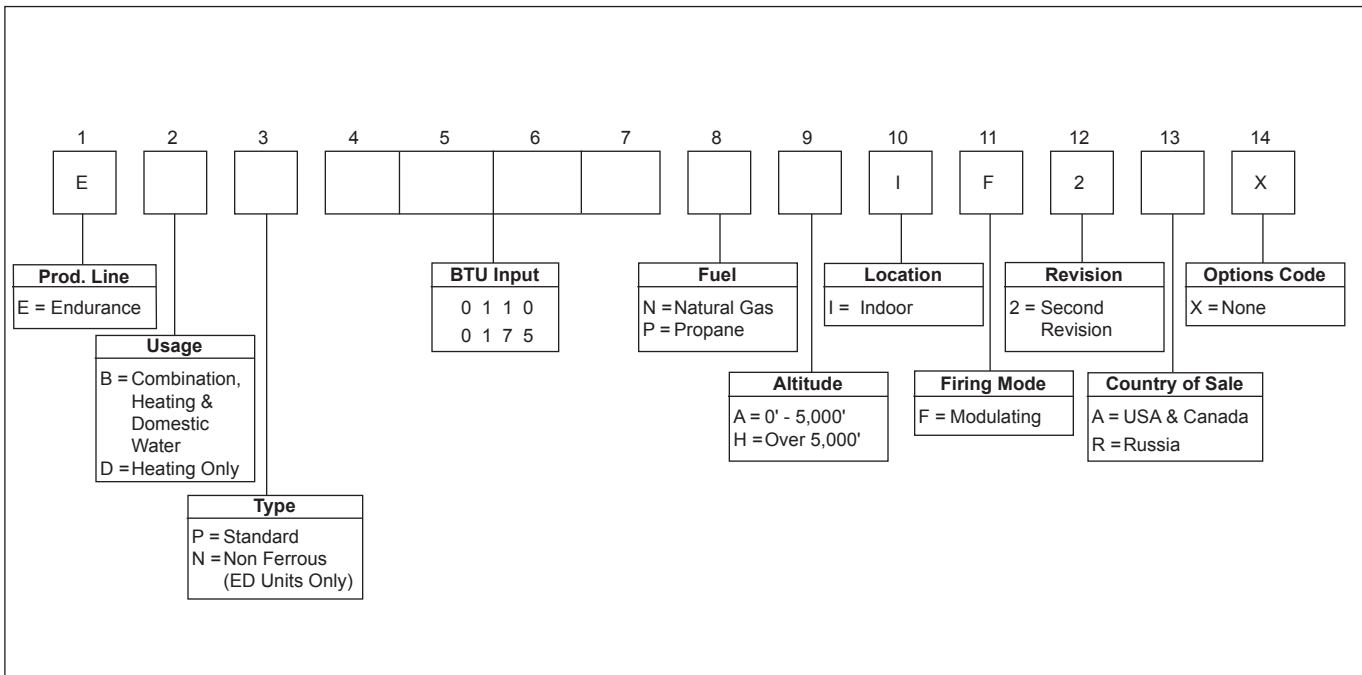 1 2 3 4 5 6 7 8 9 10 11 12 13 14
E I F 2 X
Prod. Line
E = Endurance
Usage
B = Combination,
Heating &
Domestic
Water
D = Heating Only
Type
P = Standard
N = Non Ferrous
(ED Units Only)
BTU Input
0 1 1 0
0 1 7 5
Fuel
N = Natural Gas
P = Propane
Altitude
A = 0' - 5,000'
H = Over 5,000'
Location
I = Indoor
Firing Mode
F = Modulating
Revision
2 = Second
Revision
Country of Sale
A = USA & Canada
R = Russia
Options Code
X = None